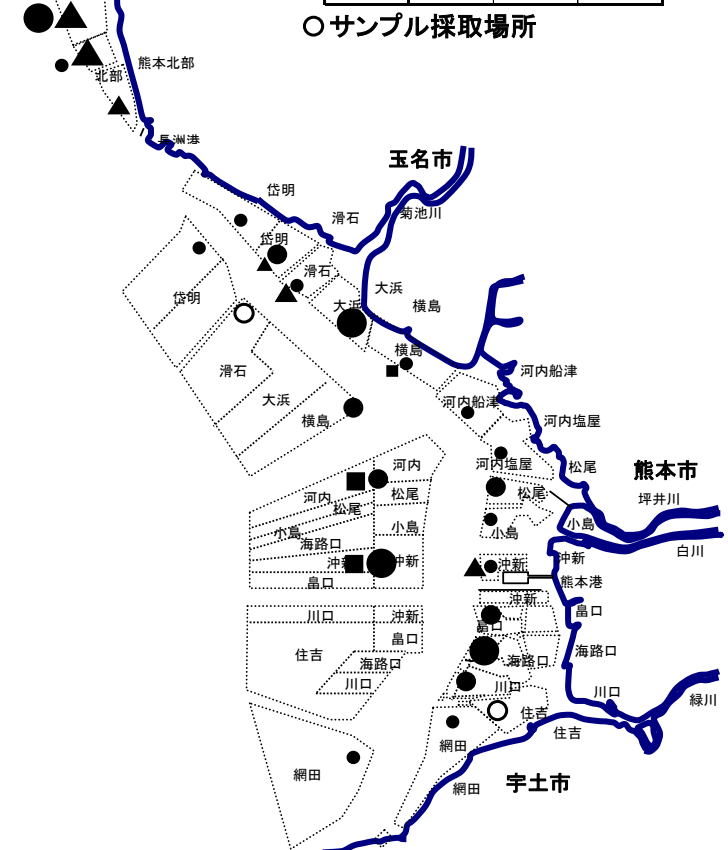 ○サンプル採取場所
熊本北部
北部
長洲港
玉名市
岱明
滑石
菊池川
岱明
滑石
大浜
横島
岱明
大浜
横島
滑石
河内船津
大浜
河内船津
横島
河内塩屋
河内
河内塩屋
松尾
熊本市
河内
松尾
松尾
坪井川
松尾
小島
小島
小島
小島
海路口
白川
沖新
沖新
沖新
沖新
畠口
熊本港
沖新
川口
沖新
畠口
畠口
畠口
住吉
海路口
海路口
海路口
川口
川口
川口
緑川
住吉
住吉
網田
網田
網田
宇土市